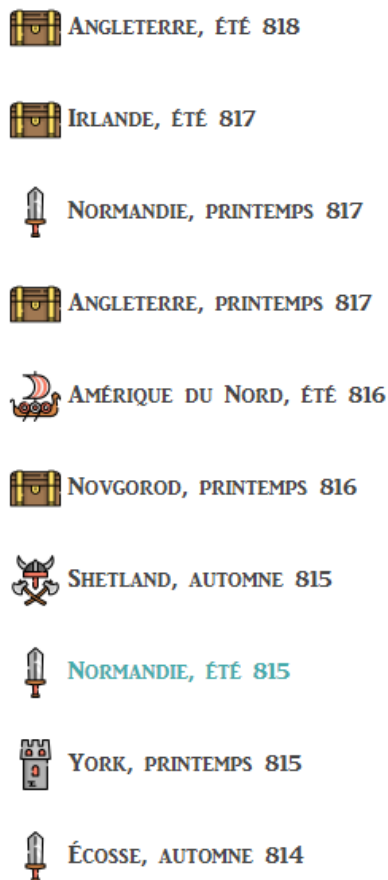 Angleterre, été 818
Irlande, été 817
Normandie, printemps 817
Angleterre, printemps 817
Amérique du Nord, été 816
Novgorod, printemps 816
Shetland, automne 815
Normandie, été 815
York, printemps 815
Écosse, automne 814